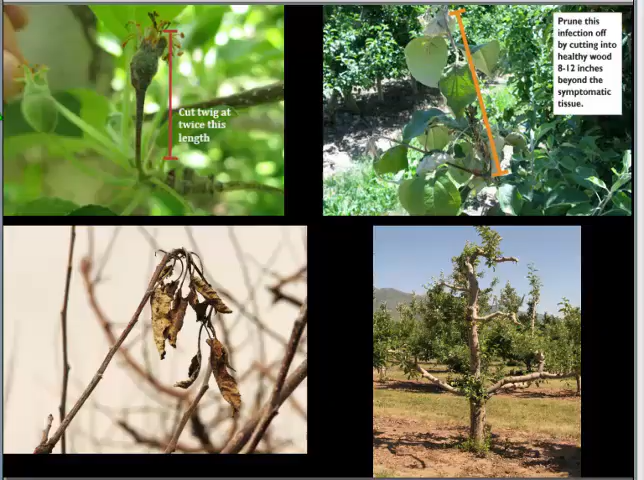 Cut twig at
twice this
length
Prune this
infection off
by cutting into
healthy wood
8-12 inches
beyond the
symptomatic
tissue.